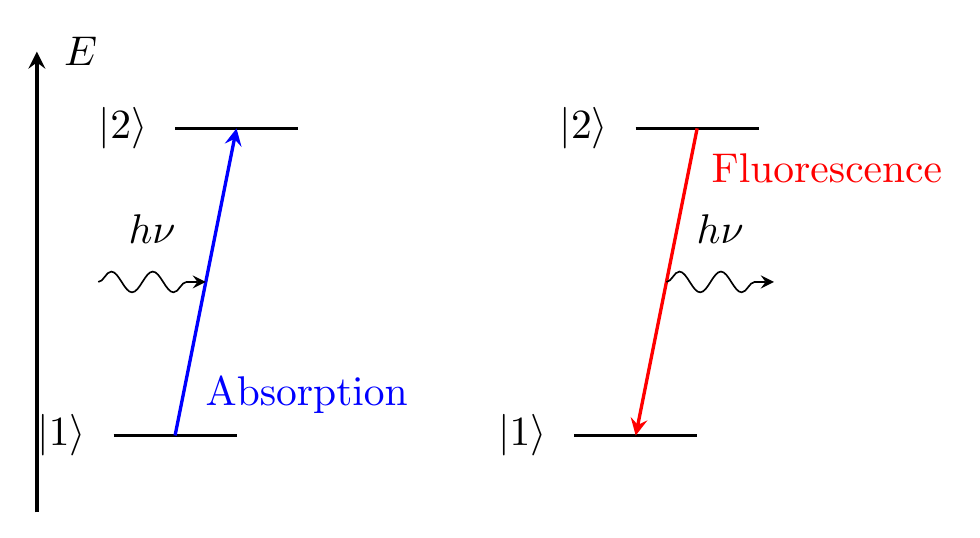 E
|2⟩
|2⟩
Fluorescence
hν
hν
Absorption
|1⟩
|1⟩